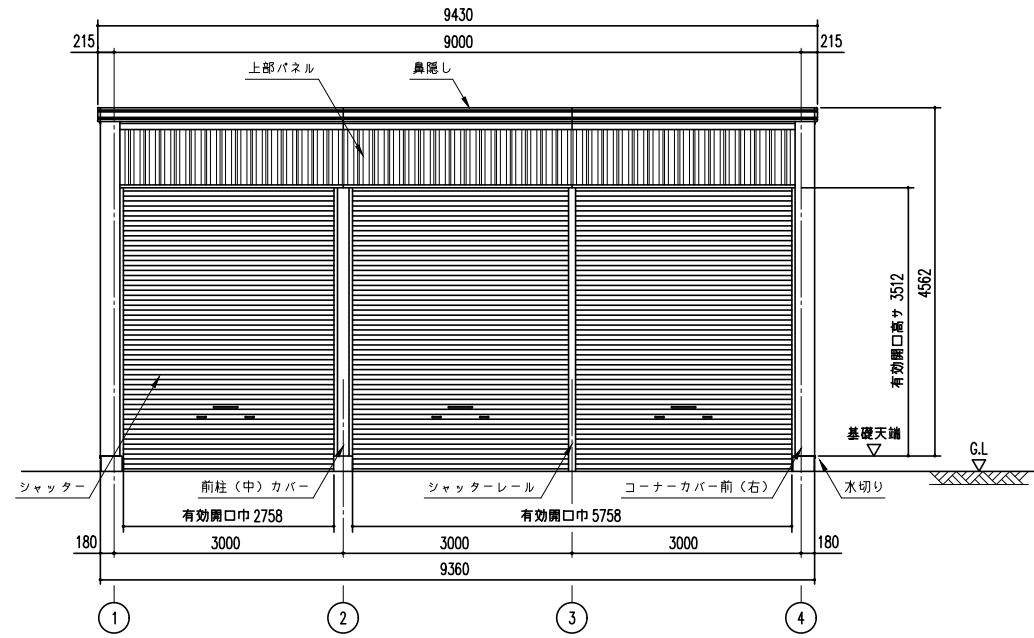 9430
215
9000
215
上部パネル
鼻隠し
有効開口高サ 3512
4562
基礎天端
G.L
シャッター
前柱（中）カバー
シャッターレール
コーナーカバー前（右）
水切り
有効開口巾 2758
有効開口巾 5758
180
3000
3000
3000
180
9360
1
2
3
4